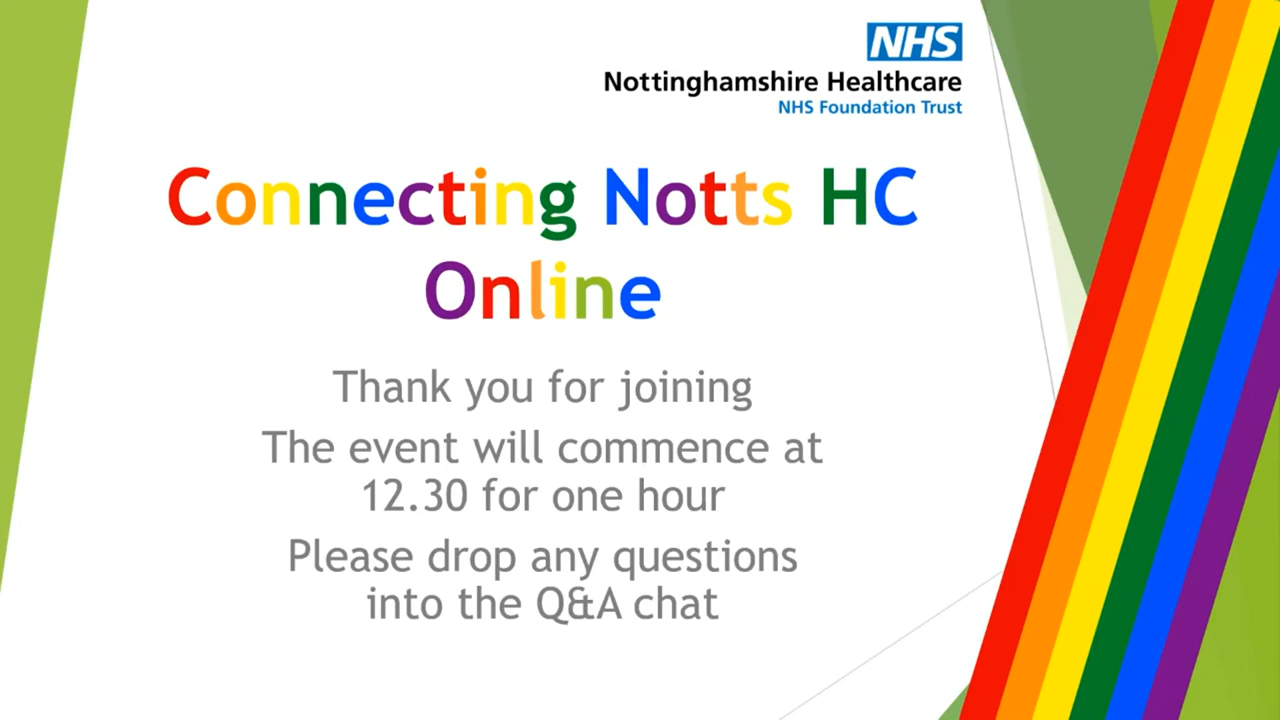 NHS
Nottinghamshire Healthcare
NHS Foundation Trust
Connecting Notts HC
Online
Thank you for joining
The event will commence at
12.30 for one hour
Please drop any questions
into the Q&A chat